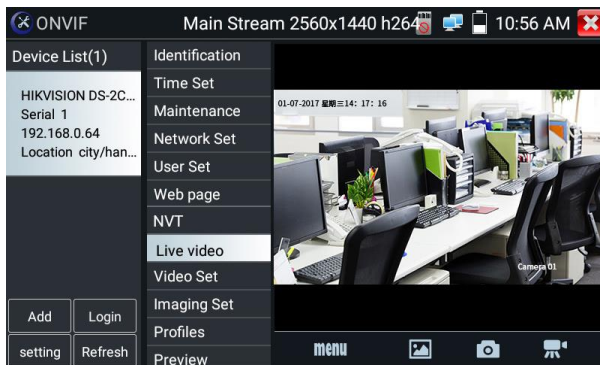 ONVIF
Main Stream 2560x1440 h264
10:56 AM
Device List(1)
HIKVISION DS-2C...
Serial 1
192.168.0.64
Location city/han...
Add
Login
setting
Refresh
Identification
Time Set
Maintenance
Network Set
User Set
Web page
NVT
Live video
Video Set
Imaging Set
Profiles
Preview
01-07-2017 星期三14: 17: 16
Camera 01
menu